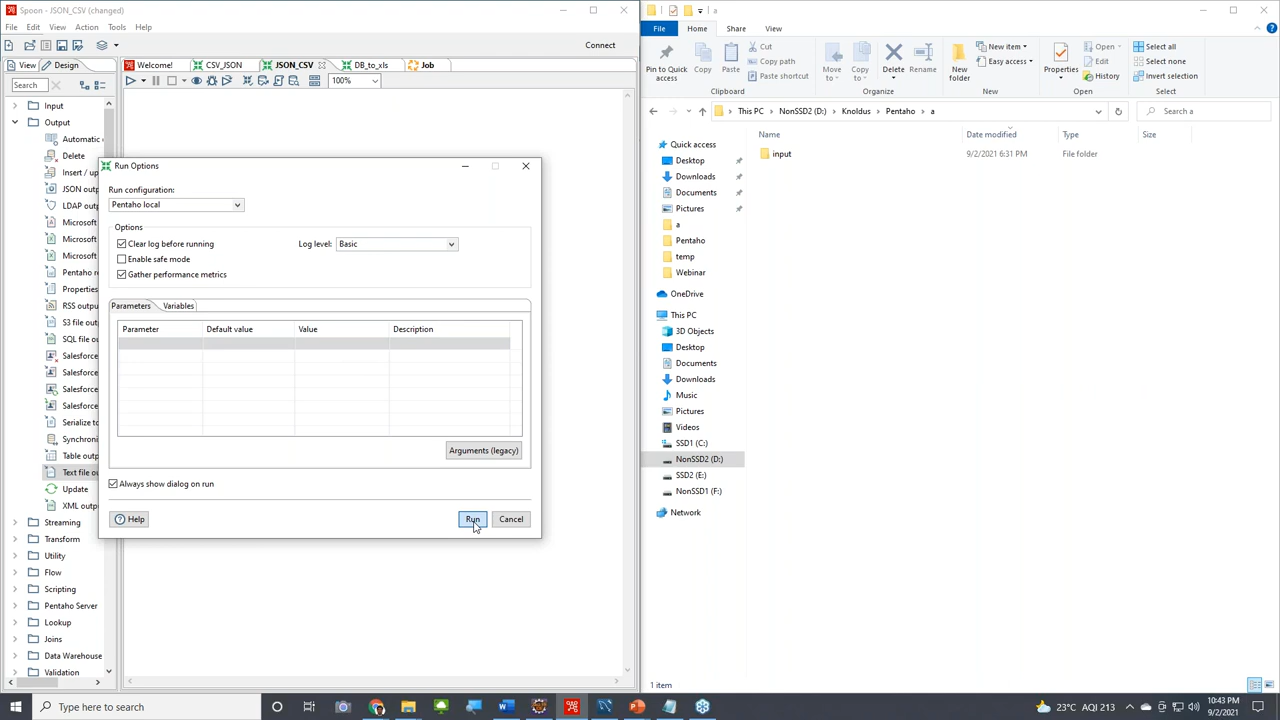 Spoon - JSON_CSV (changed)
File Edit View Action Tools Help
Connect
View Design
Welcome! CSV_JSON JSON_CSV DB_to_xls Job
Search
100%
Input
Output
Automatic
Delete
Insert / up
JSON outp
LDAP outp
Microsoft
Microsoft
Microsoft
Pentaho re
Properties
RSS outpu
S3 file out
SQL file ou
Salesforce
Salesforce
Salesforce
Salesforce
Serialize to
Synchroni
Table outp
Text file ou
Update
XML outp
Streaming
Transform
Utility
Flow
Scripting
Pentaho Server
Lookup
Joins
Data Warehouse
Validation
Run Options
Run configuration:
Pentaho local
Options
Clear log before running
Log level: Basic
Enable safe mode
Gather performance metrics
Parameters Variables
Parameter Default value Value Description
Arguments (legacy)
Always show dialog on run
Help Run Cancel
a
File Home Share View
Pin to Quick access
Copy
Paste
Cut
Copy path
Paste shortcut
Clipboard
Move to
Copy to
Delete
Rename
Organize
New folder
New item
Easy access
New
Properties
Open
Edit
History
Open
Select all
Select none
Invert selection
Select
This PC NonSSD2 (D:) Knoldus Pentaho a
Search a
Name Date modified Type Size
input 9/2/2021 6:31 PM File folder
Quick access
Desktop
Downloads
Documents
Pictures
a
Pentaho
temp
Webinar
OneDrive
This PC
3D Objects
Desktop
Documents
Downloads
Music
Pictures
Videos
SSD1 (C:)
NonSSD2 (D:)
SSD2 (E:)
NonSSD1 (F:)
Network
1 item
Type here to search
23°C AQI 213
10:43 PM
9/2/2021